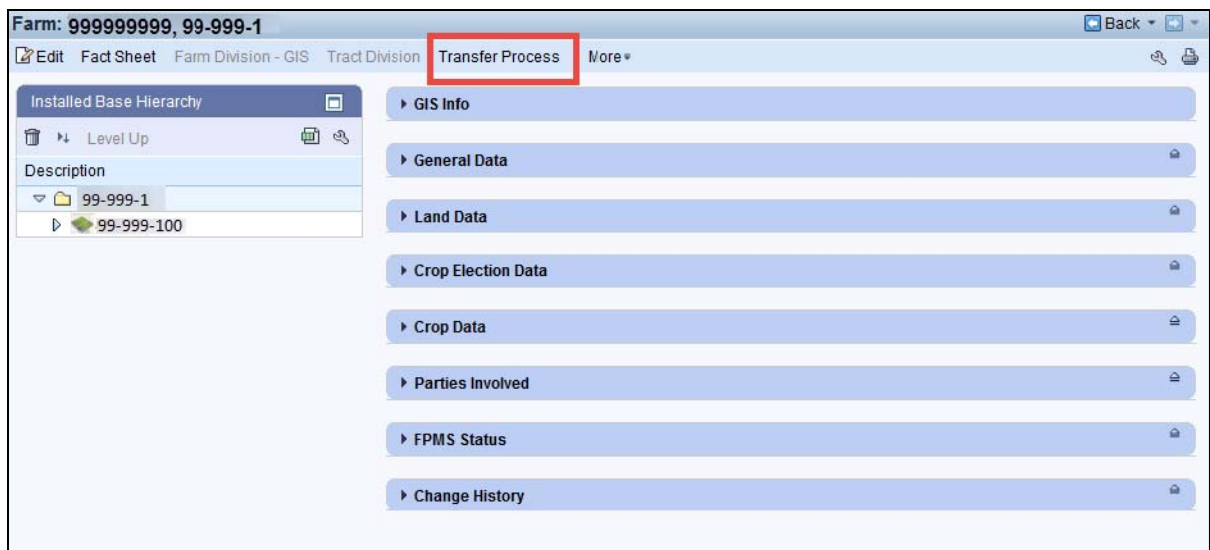 Farm: 999999999, 99-999-1 Back
Edit Fact Sheet Farm Division - GIS Tract Division Transfer Process More
Installed Base Hierarchy
Level Up
Description
99-999-1
99-999-100
GIS Info
General Data
Land Data
Crop Election Data
Crop Data
Parties Involved
FPMS Status
Change History